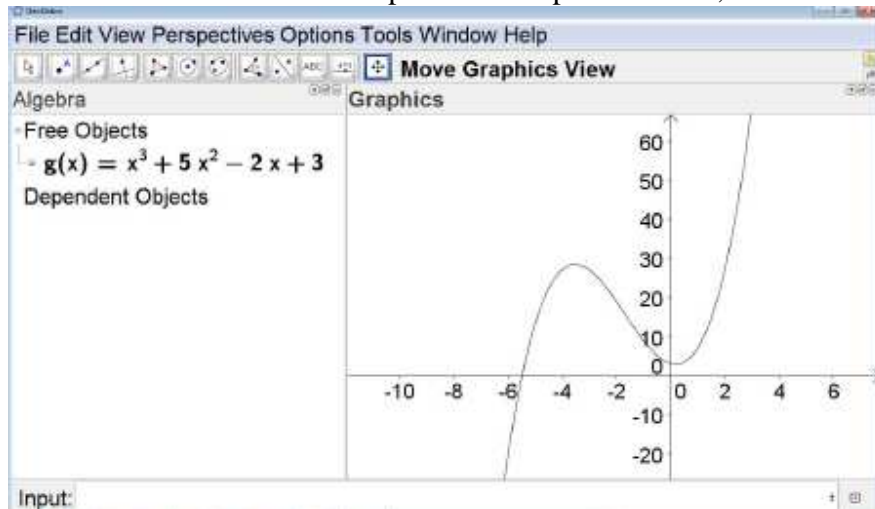 File Edit View Perspectives Options Tools Window Help
ABC Move Graphics View
Algebra
Graphics
Free Objects
g(x) = x³ + 5 x² − 2 x + 3
Dependent Objects
60
50
40
30
20
10
0
-10 -8 -6 -4 -2 0 2 4 6
-10
-20
Input: